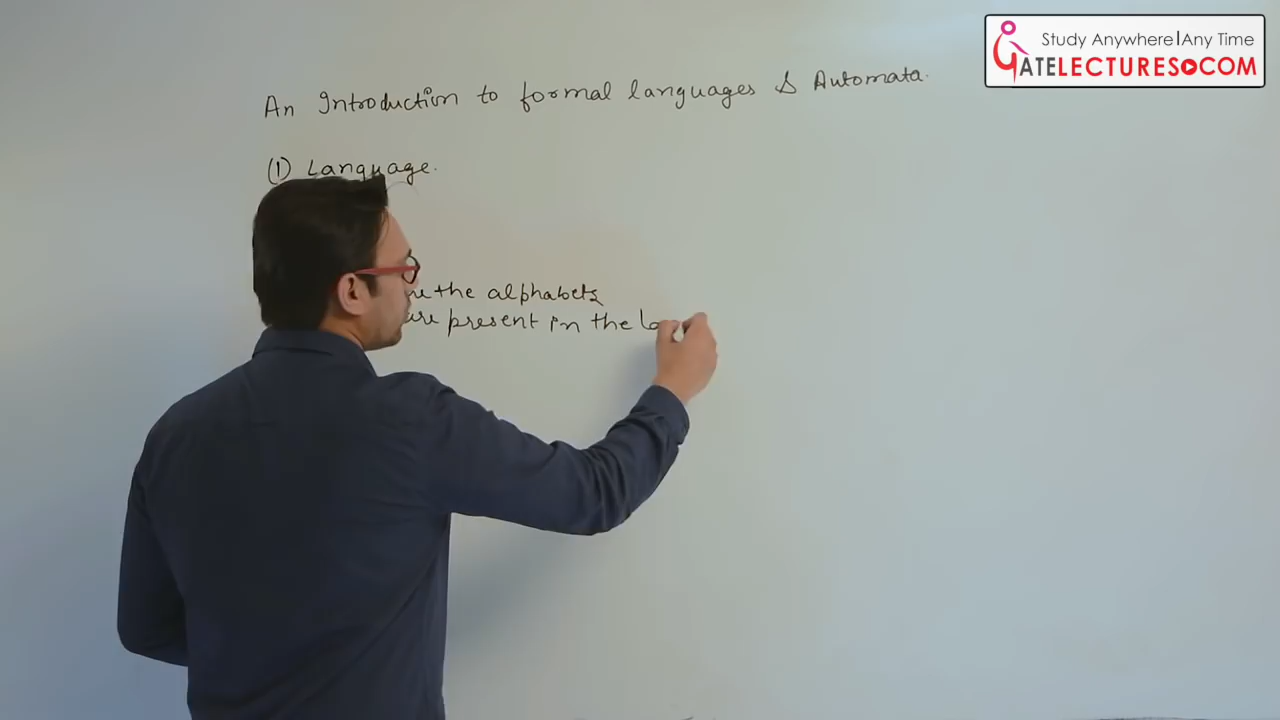 Study Anywhere|Any Time
GATELECTURES.COM
An Introduction to formal languages & Automata.
(1) Language.
the alphabets
are present in the